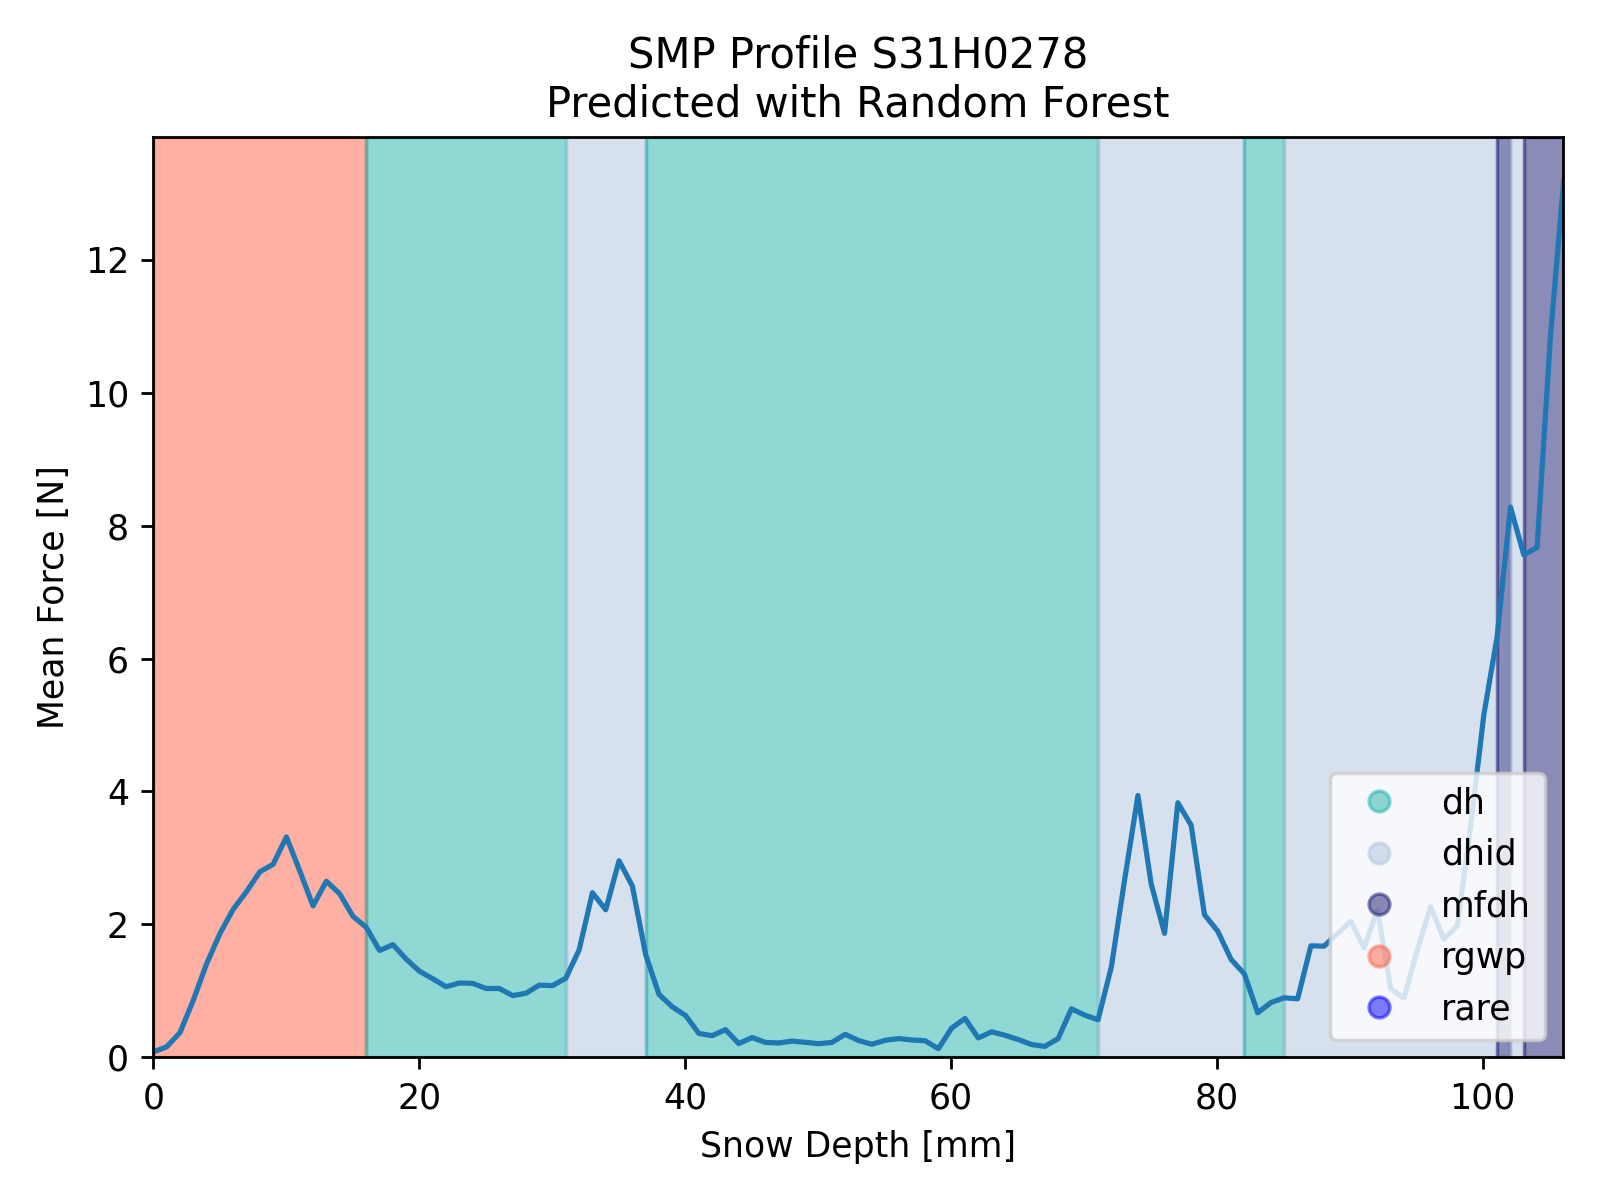 SMP Profile S31H0278
Predicted with Random Forest
Mean Force [N]
12
10
8
6
4
2
0
0 20 40 60 80 100
Snow Depth [mm]
dh
dhid
mfdh
rgwp
rare